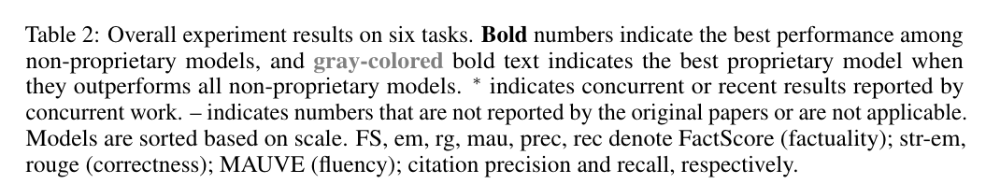 Table 2: Overall experiment results on six tasks. Bold numbers indicate the best performance among
non-proprietary models, and gray-colored bold text indicates the best proprietary model when
they outperforms all non-proprietary models. * indicates concurrent or recent results reported by
concurrent work. – indicates numbers that are not reported by the original papers or are not applicable.
Models are sorted based on scale. FS, em, rg, mau, prec, rec denote FactScore (factuality); str-em,
rouge (correctness); MAUVE (fluency); citation precision and recall, respectively.